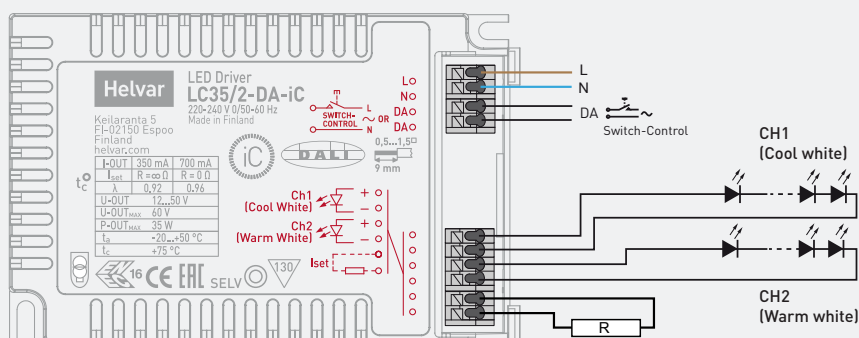 Helvar
LED Driver
LC35/2-DA-iC
220-240 V 0/50-60 Hz
Made in Finland
Keilaranta 5
FI-02150 Espoo
Finland
helvar.com
I-OUT 350 mA 700 mA
Iset R = ∞ Ω R = 0 Ω
λ 0,92 0.96
U-OUT 12...50 V
U-OUTMAX 60 V
P-OUTMAX 35 W
ta -20...+50 °C
tc +75 °C
tc
16 CE EAC SELV 130
iC
DALI
SWITCH-CONTROL
L
N
OR
L
N
DA
DA
0,5...1,5
9 mm
Ch1
(Cool White)
+
−
Ch2
(Warm White)
+
−
Iset
L
N
DA
Switch-Control
CH1
(Cool white)
CH2
(Warm white)
R